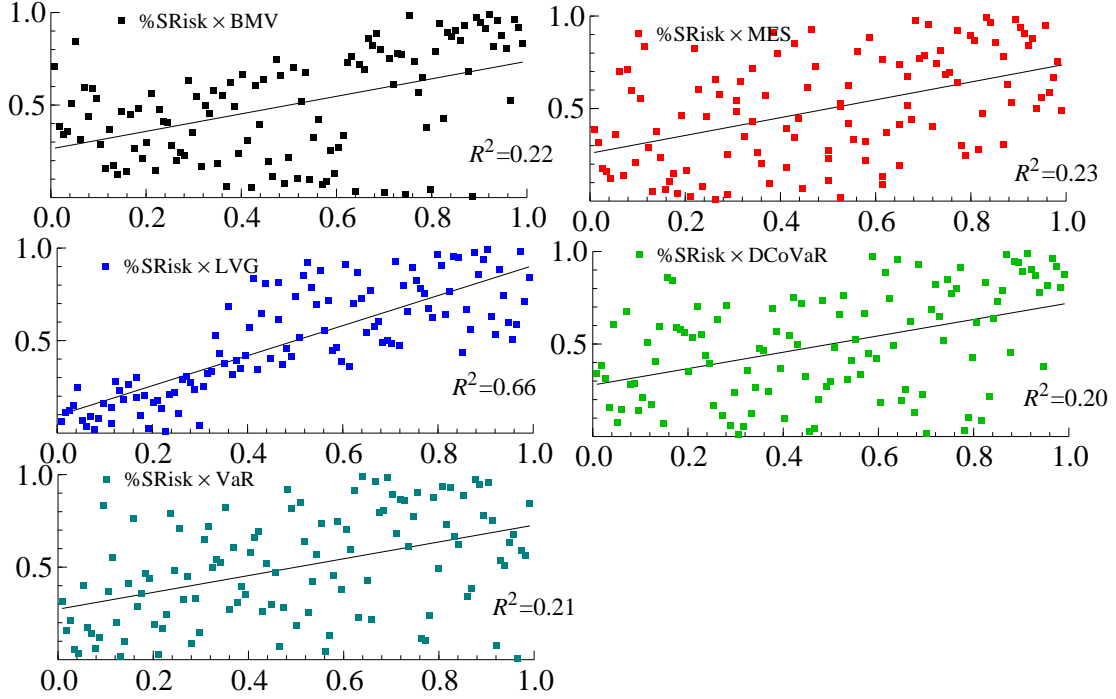 1.0
%SRisk × BMV
0.5
R²=0.22
0.0 0.2 0.4 0.6 0.8 1.0
1.0
%SRisk × MES
0.5
R²=0.23
0.0 0.2 0.4 0.6 0.8 1.0
1.0
%SRisk × LVG
0.5
R²=0.66
0.0 0.2 0.4 0.6 0.8 1.0
1.0
%SRisk × DCoVaR
0.5
R²=0.20
0.0 0.2 0.4 0.6 0.8 1.0
1.0
%SRisk × VaR
0.5
R²=0.21
0.0 0.2 0.4 0.6 0.8 1.0